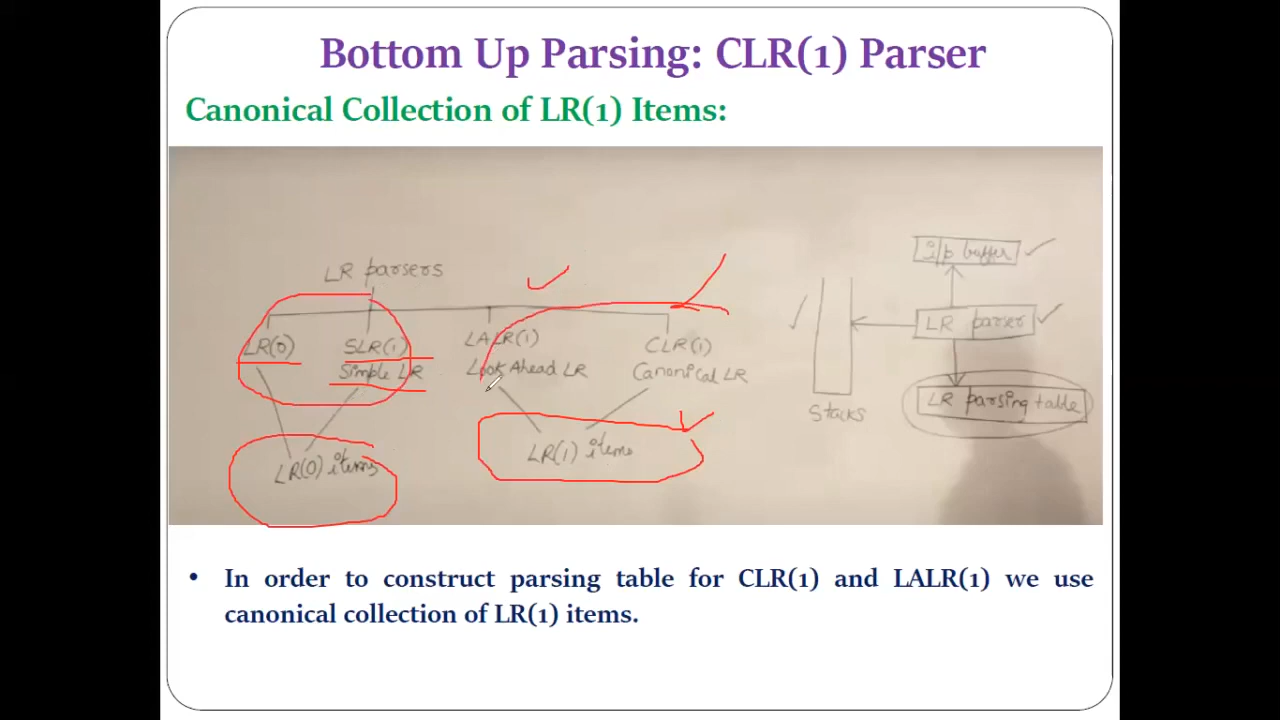 Bottom Up Parsing: CLR(1) Parser
Canonical Collection of LR(1) Items:
LR parsers
LR(0)
SLR(1)
Simple LR
LALR(1)
Look Ahead LR
CLR(1)
Canonical LR
LR(0) items
LR(1) items
i/p buffer
LR parser
LR parsing table
Stacks
• In order to construct parsing table for CLR(1) and LALR(1) we use
canonical collection of LR(1) items.